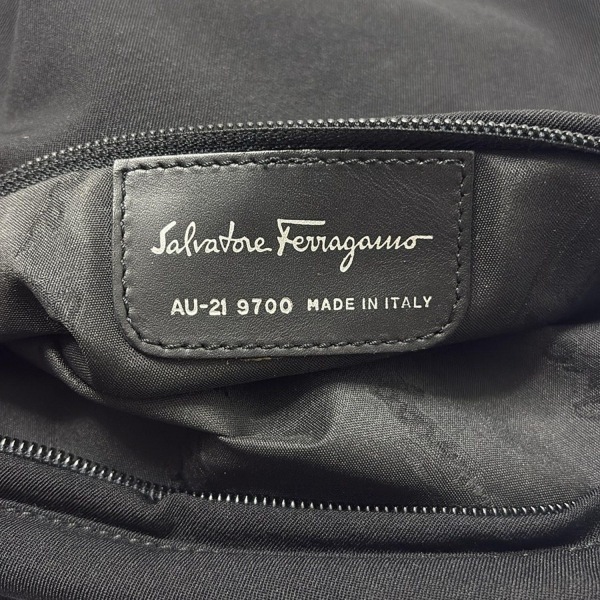 Salvatore Ferragamo
AU-21 9700 MADE IN ITALY